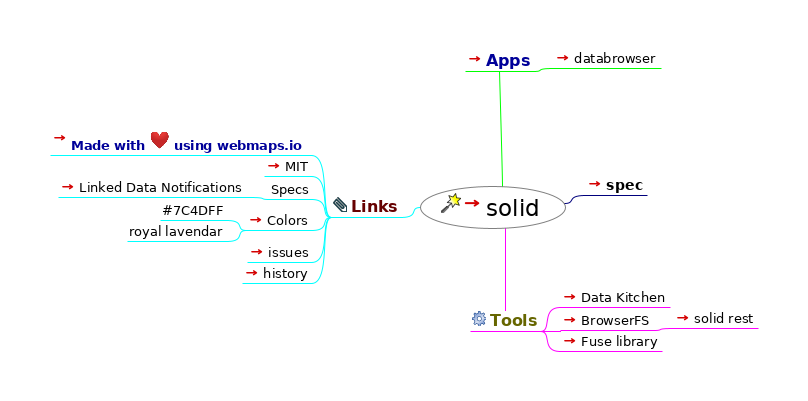 Apps
databrowser
Made with using webmaps.io
MIT
Linked Data Notifications
Specs
#7C4DFF
royal lavendar
Colors
issues
history
Links
solid
spec
Tools
Data Kitchen
BrowserFS
solid rest
Fuse library